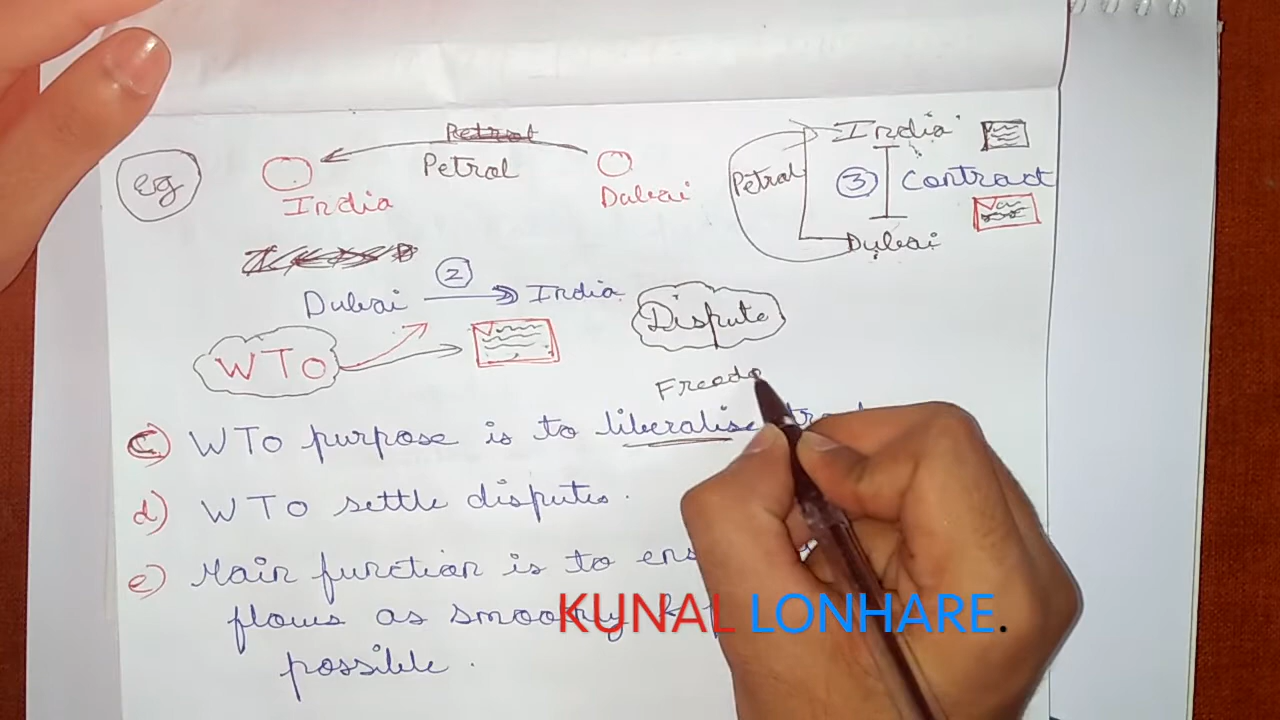 Petrol
eg
Petrol
India
Dubai
India
Petrol
3
Contract
Dubai
2
Dubai
India
Dispute
WTO
Freedo
c) WTO purpose is to liberalise
d) WTO settle disputes.
e) Main function is to ens
flows as
possible.
KUNAL LONHARE.